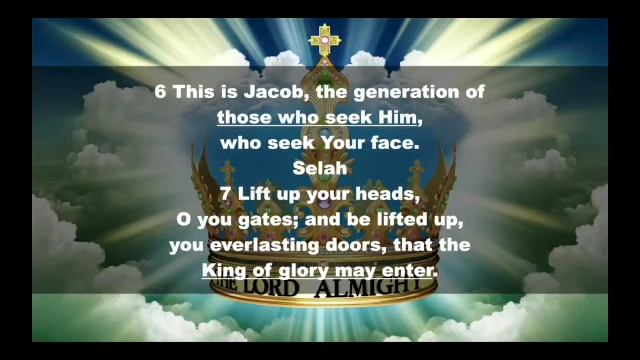 6 This is Jacob, the generation of
those who seek Him,
who seek Your face.
Selah
7 Lift up your heads,
O you gates; and be lifted up,
you everlasting doors, that the
King of glory may enter.
THE LORD ALMIGHTY